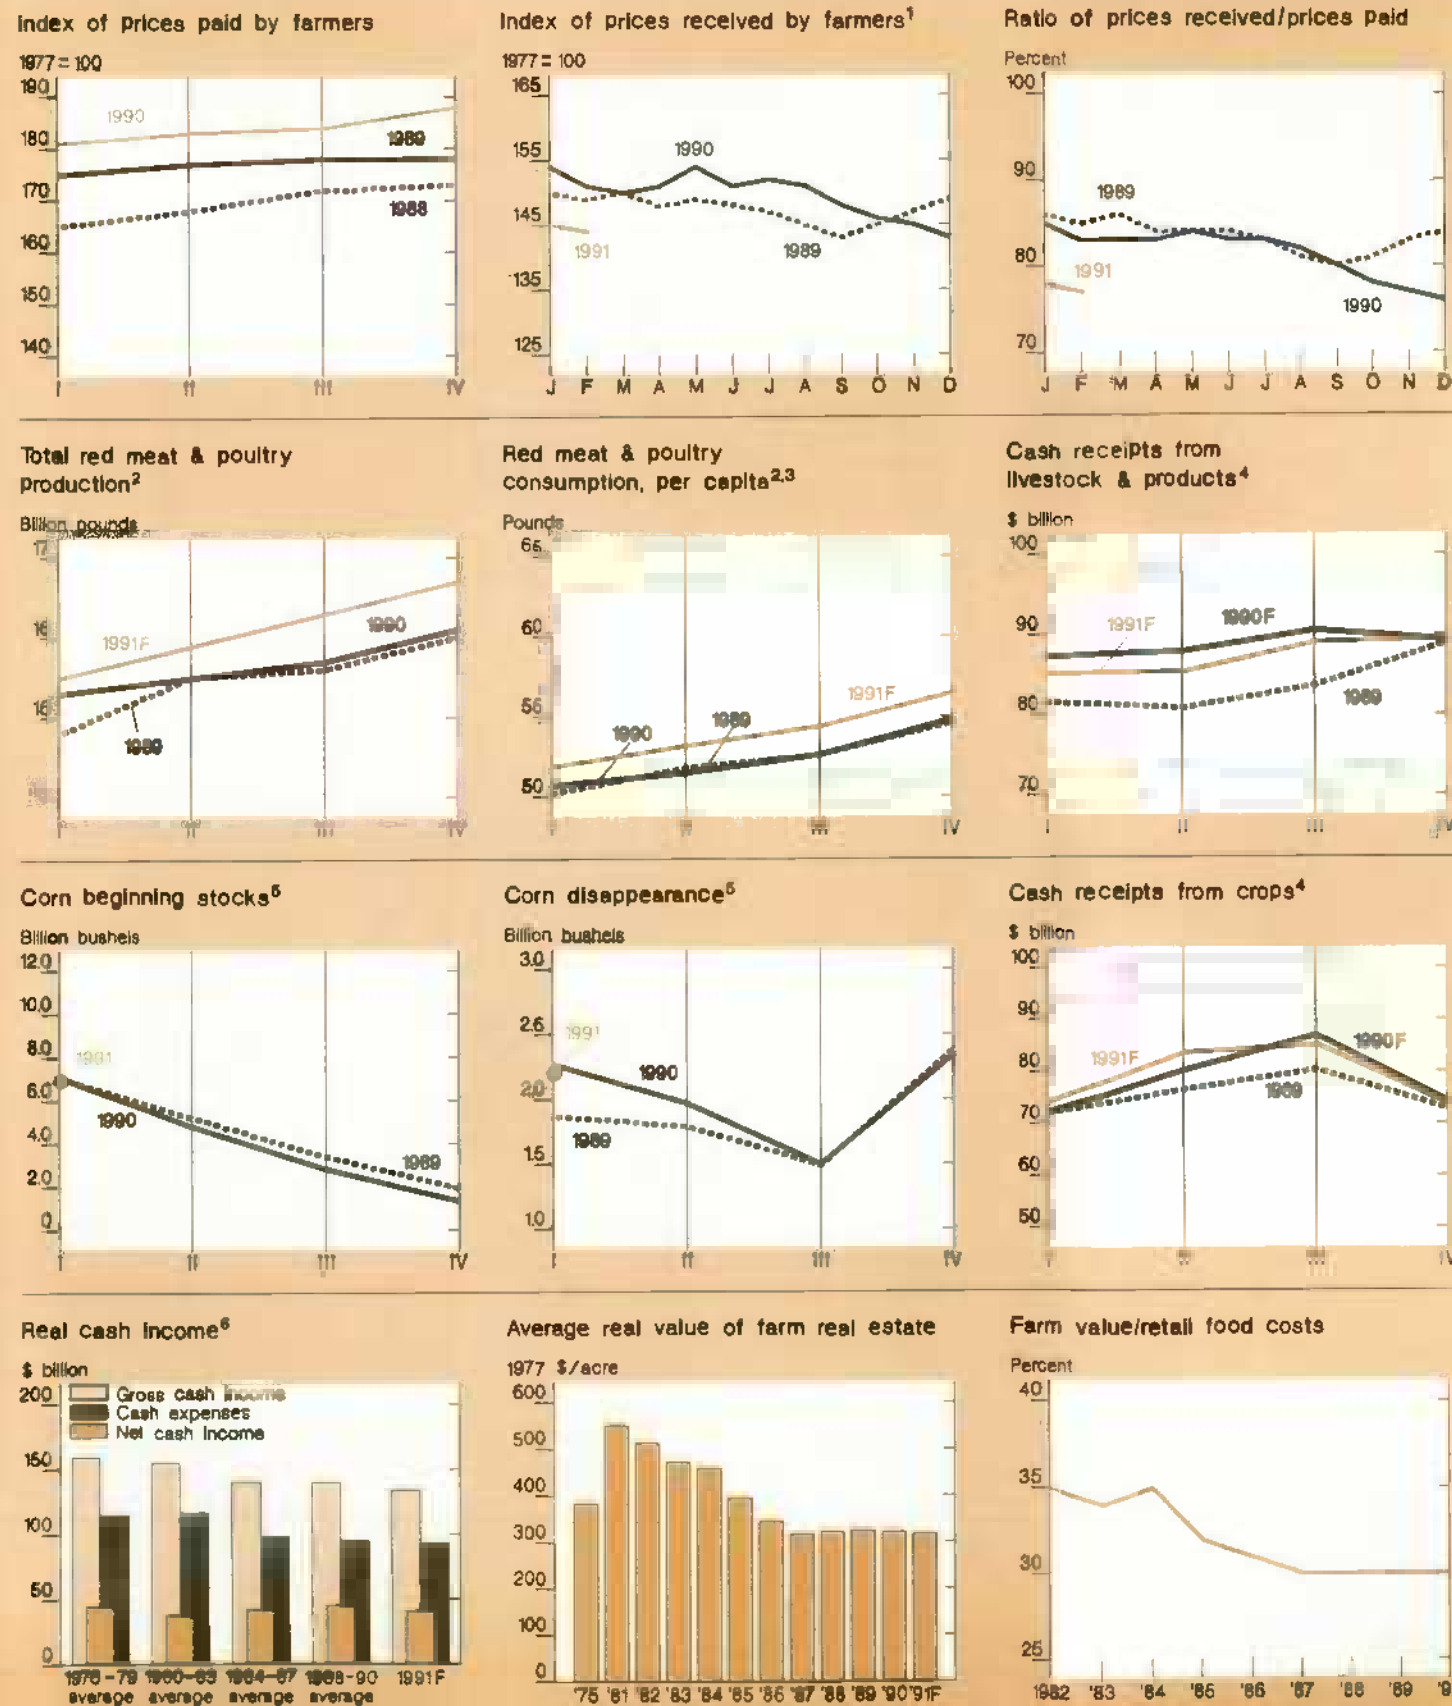 Index of prices paid by farmers
1977 = 100
190
180
170
160
150
140
1990
1989
1988
I II III IV
Index of prices received by farmers¹
1977 = 100
165
155
145
135
125
1990
1991
1989
J F M A M J J A S O N D
Ratio of prices received/prices paid
Percent
100
90
80
70
1989
1991
1990
J F M A M J J A S O N D
Total red meat & poultry
production²
Billion pounds
17
16
1991F
1990
1989
I II III IV
Red meat & poultry
consumption, per capita²,³
Pounds
65
60
55
50
1991F
1990
1989
I II III IV
Cash receipts from
livestock & products⁴
$ billion
100
90
80
70
1991F
1990F
1989
I II III IV
Corn beginning stocks⁵
Billion bushels
12.0
10.0
8.0
6.0
4.0
2.0
0
1991
1990
1989
I II III IV
Corn disappearance⁵
Billion bushels
3.0
2.5
2.0
1.5
1.0
1991
1990
1989
I II III IV
Cash receipts from crops⁴
$ billion
100
90
80
70
60
50
1991F
1990F
1989
I II III IV
Real cash income⁶
$ billion
200
150
100
50
0
Gross cash income
Cash expenses
Net cash income
1976-79 1980-83 1984-87 1988-90 1991F
average average average average
Average real value of farm real estate
1977 $/acre
600
500
400
300
200
100
0
'75 '81 '82 '83 '84 '85 '86 '87 '88 '89 '90 '91F
Farm value/retail food costs
Percent
40
35
30
25
1982 '83 '84 '85 '86 '87 '88 '89